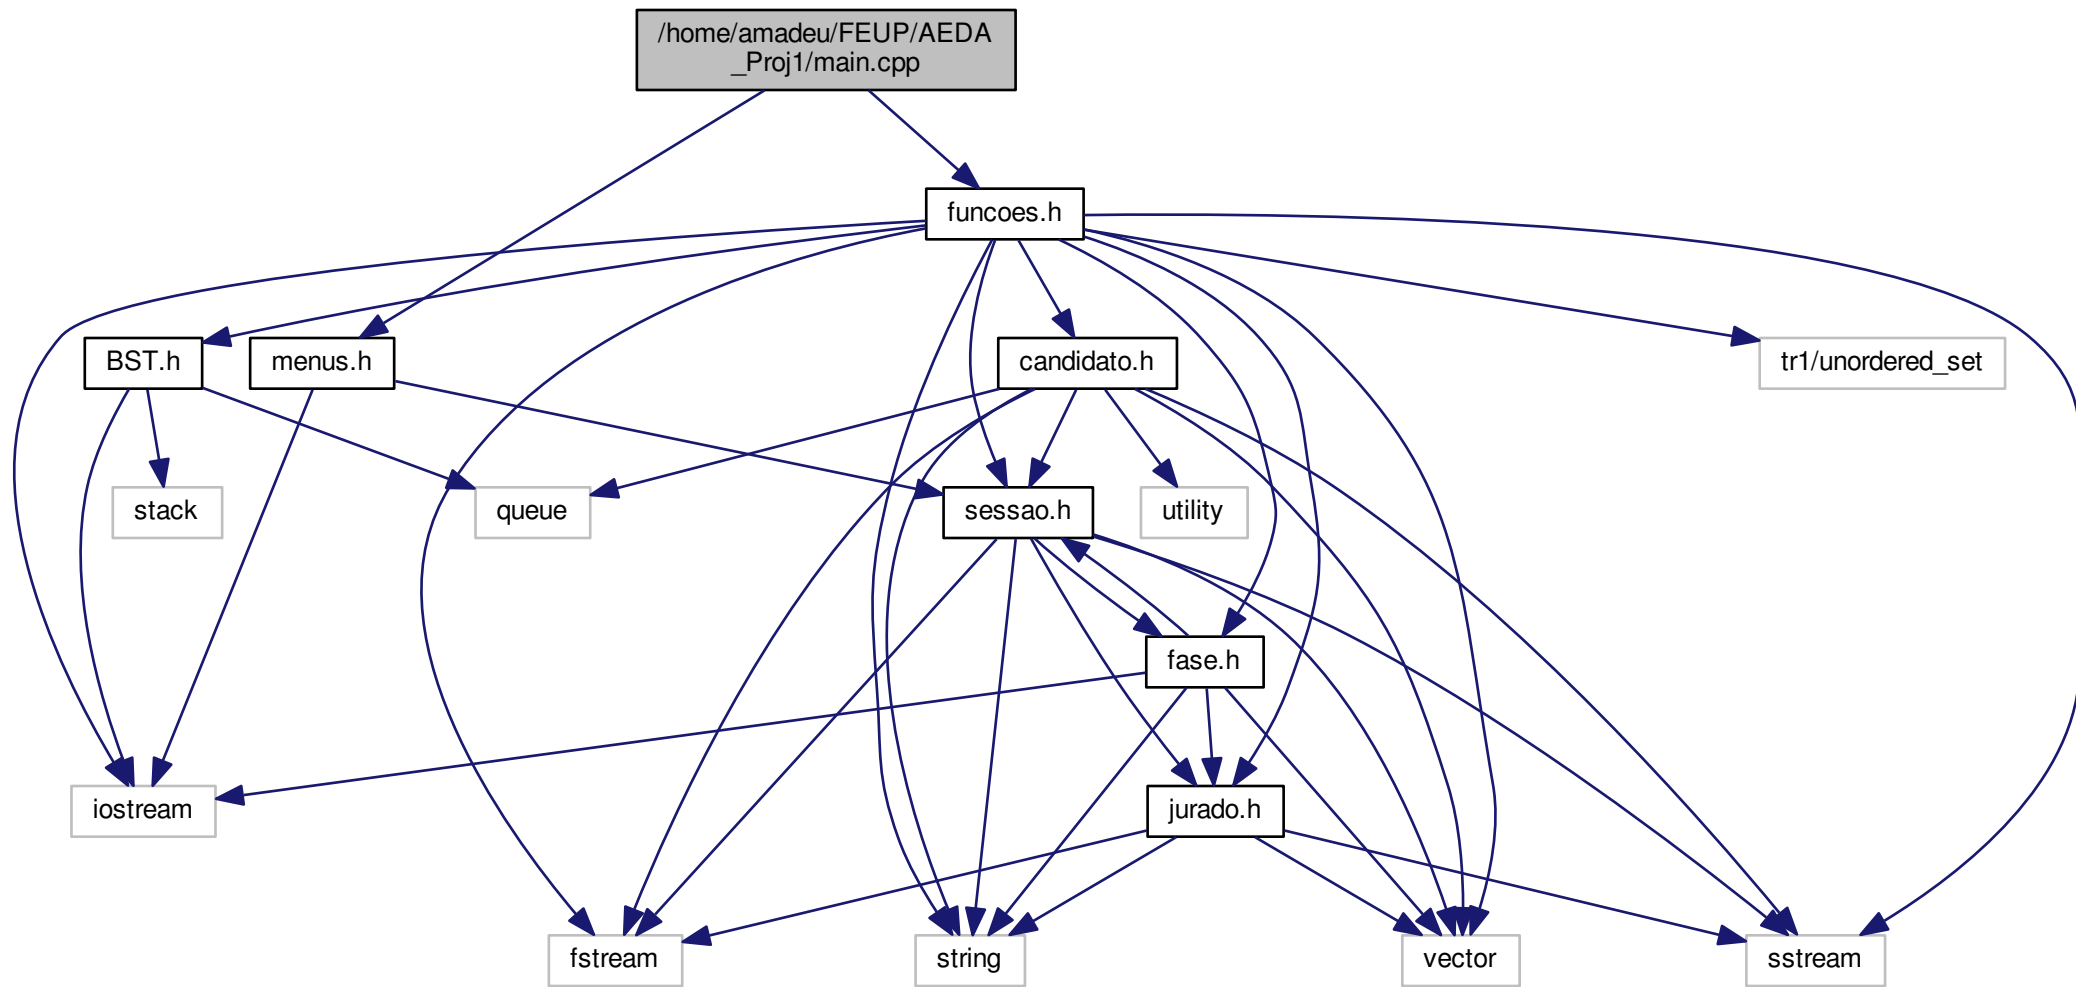 /home/amadeu/FEUP/AEDA
_Proj1/main.cpp
funcoes.h
BST.h
menus.h
candidato.h
tr1/unordered_set
stack
queue
sessao.h
utility
fase.h
iostream
jurado.h
fstream
string
vector
sstream